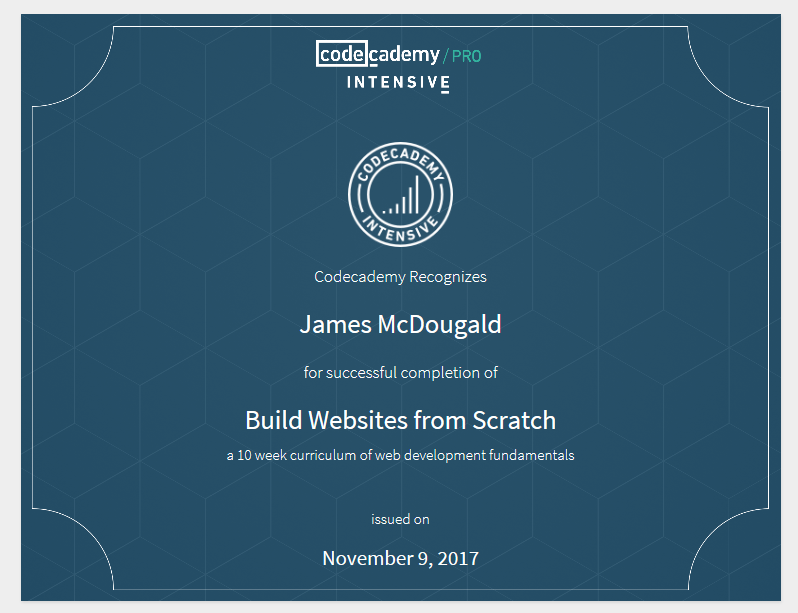 codecademy/PRO
INTENSIVE
CODECADEMY
INTENSIVE
Codecademy Recognizes
James McDougald
for successful completion of
Build Websites from Scratch
a 10 week curriculum of web development fundamentals
issued on
November 9, 2017